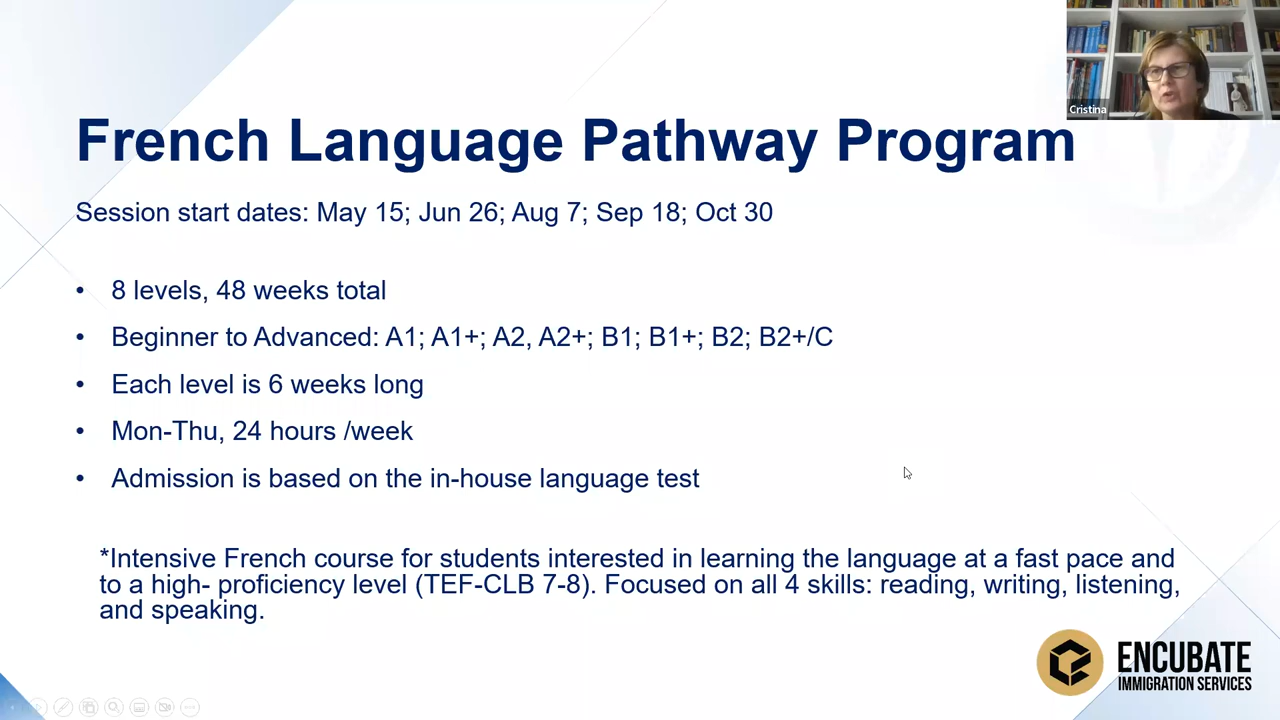 Cristina
French Language Pathway Program
Session start dates: May 15; Jun 26; Aug 7; Sep 18; Oct 30
• 8 levels, 48 weeks total
• Beginner to Advanced: A1; A1+; A2, A2+; B1; B1+; B2; B2+/C
• Each level is 6 weeks long
• Mon-Thu, 24 hours /week
• Admission is based on the in-house language test
*Intensive French course for students interested in learning the language at a fast pace and
to a high- proficiency level (TEF-CLB 7-8). Focused on all 4 skills: reading, writing, listening,
and speaking.
ENCUBATE
IMMIGRATION SERVICES